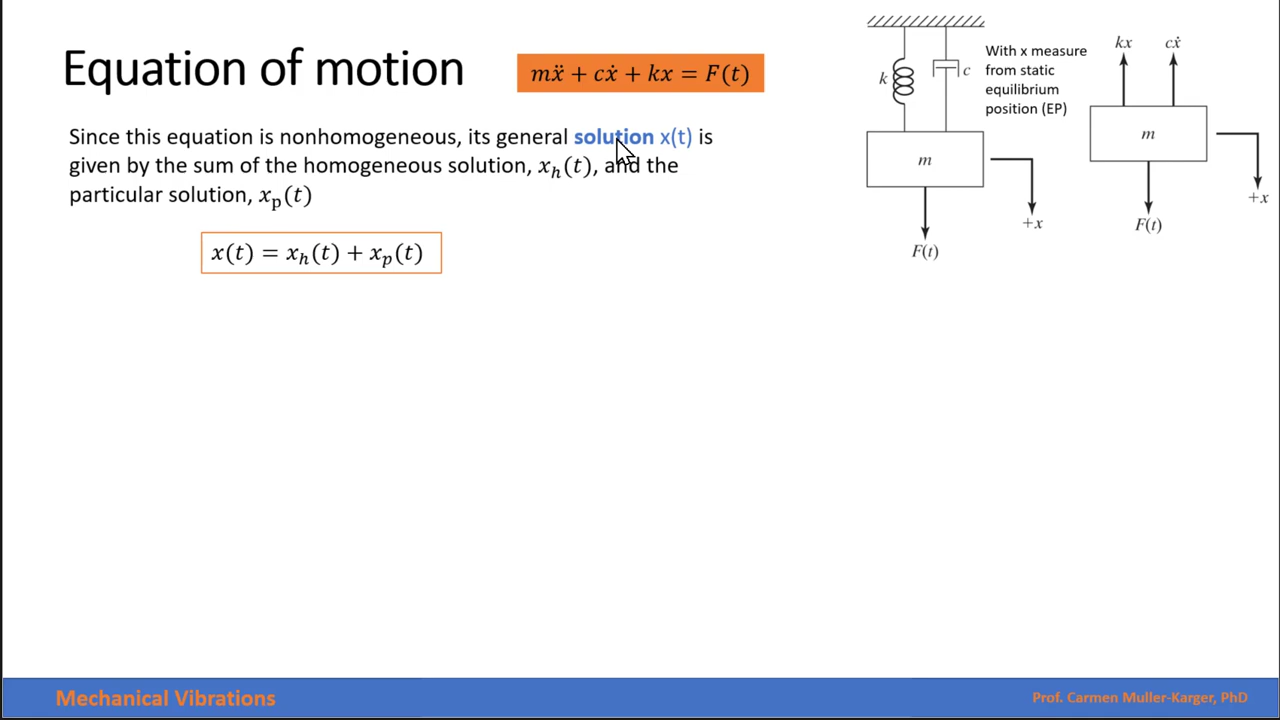 Equation of motion
mẍ + cẋ + kx = F(t)
Since this equation is nonhomogeneous, its general solution x(t) is
given by the sum of the homogeneous solution, xₕ(t), and the
particular solution, xₚ(t)
x(t) = xₕ(t) + xₚ(t)
k
c
With x measure
from static
equilibrium
position (EP)
m
+x
F(t)
kx
cẋ
m
+x
F(t)
Mechanical Vibrations
Prof. Carmen Muller-Karger, PhD